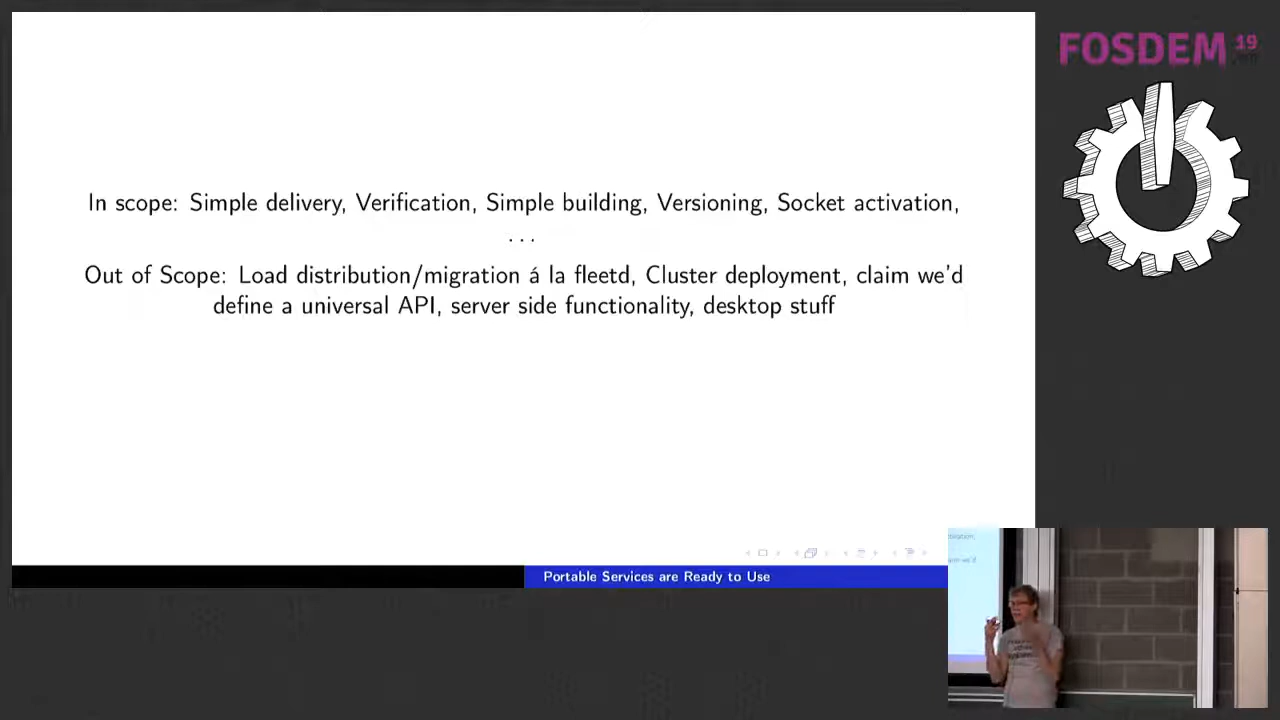 FOSDEM 19
In scope: Simple delivery, Verification, Simple building, Versioning, Socket activation,
. . .
Out of Scope: Load distribution/migration á la fleetd, Cluster deployment, claim we'd
define a universal API, server side functionality, desktop stuff
Portable Services are Ready to Use